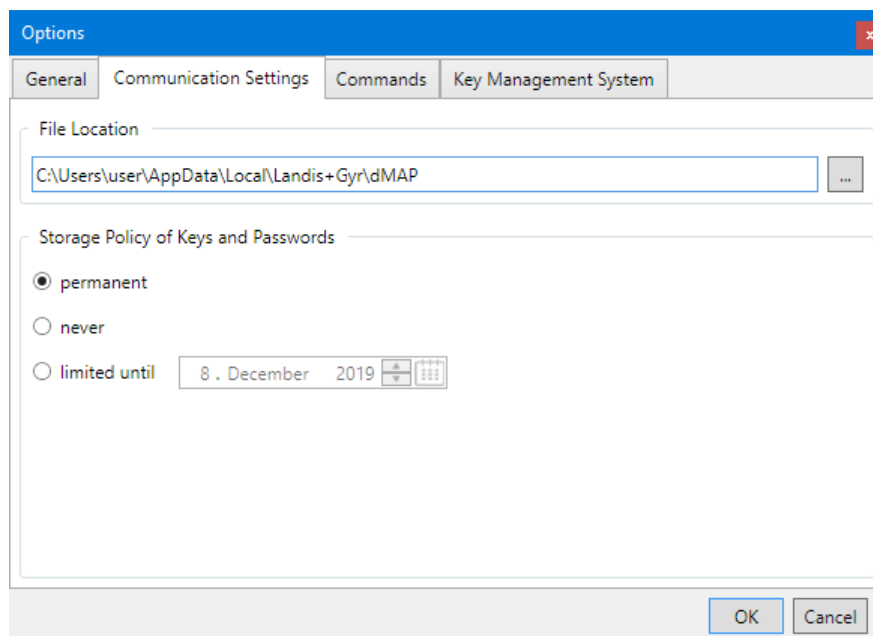 Options
General Communication Settings Commands Key Management System
File Location
C:\Users\user\AppData\Local\Landis+Gyr\dMAP ...
Storage Policy of Keys and Passwords
permanent
never
limited until 8 . December 2019
OK Cancel